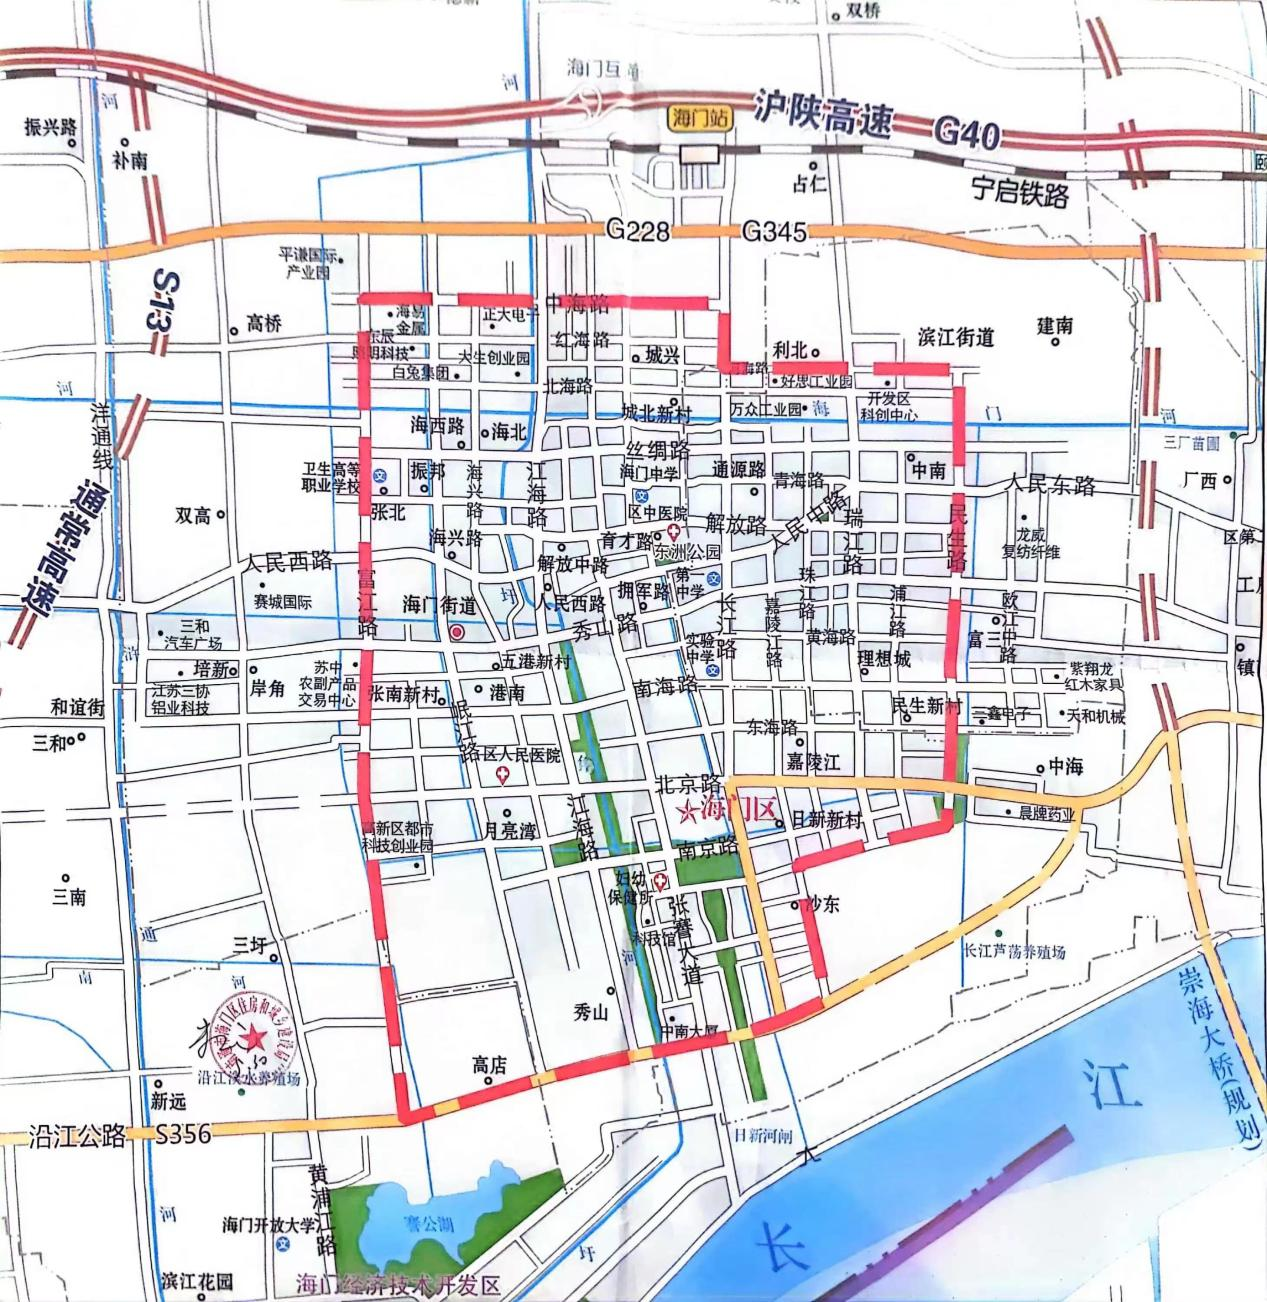 双桥
河
海门互通
河
沪陕高速 G40
海门站
振兴路
补南
占仁
宁启铁路
G228
G345
平谦国际
产业园
S13
中海路
海易
金属
正大电子
高桥
红海路
滨江街道
建南
东辰
照明科技
大生创业园
城兴
利北
白兔集团
北海路
好思工业园
河
开发区
科创中心
洋通线
城北新村
万众工业园
海
门
河
海西路
海北
三厂苗圃
丝绸路
卫生高等
职业学校
振邦
海兴路
江海路
海门中学
通源路
青海路
中南
人民东路
厂西
通常高速
双高
张北
区中医院
解放路
人民中路
瑞江路
民生路
龙威
复纺纤维
海兴路
育才路
东洲公园
人民西路
解放中路
第一
中学
赛城国际
富江路
海门街道
圩
人民西路
拥军路
长江路
嘉陵江路
珠江路
浦江路
欧江路
三和
汽车广场
秀山路
实验
中学
黄海路
富三中
浒
培新
岸角
苏中
农副产品
交易中心
五港新村
理想城
紫翔龙
红木家具
江苏三协
铝业科技
张南新村
港南
南海路
和谊街
岷江路
民生新村
三鑫电子
天和机械
三和
东海路
区人民医院
嘉陵江
中海
北京路
海门区
高新区都市
科技创业园
月亮湾
江海路
日新新村
晨牌药业
南京路
三南
妇幼
保健所
沙东
张謇大道
科技馆
通
三圩
长江芦荡养殖场
南
河
河
崇海大桥(规划)
秀山
中南大厦
高店
沿江淡水养殖场
江
新远
沿江公路 S356
日新河闸
黄浦江路
河
海门开放大学
謇公湖
长
圩
滨江花园
海门经济技术开发区